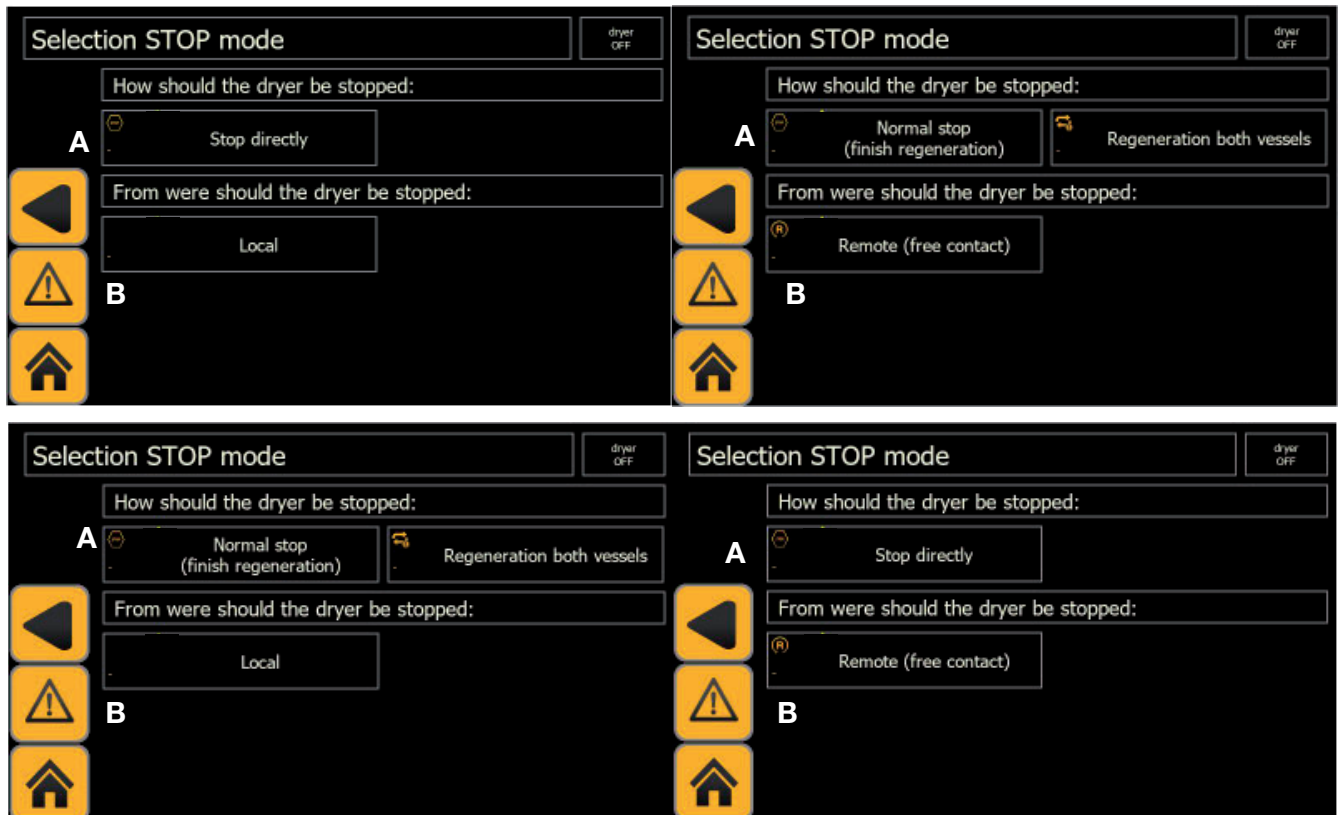 Selection STOP mode
dryer
OFF
How should the dryer be stopped:
A
Stop directly
-
From were should the dryer be stopped:
Local
-
B
Selection STOP mode
dryer
OFF
How should the dryer be stopped:
A
Normal stop
(finish regeneration)
-
Regeneration both vessels
-
From were should the dryer be stopped:
R
Remote (free contact)
-
B
Selection STOP mode
dryer
OFF
How should the dryer be stopped:
A
Normal stop
(finish regeneration)
-
Regeneration both vessels
-
From were should the dryer be stopped:
Local
-
B
Selection STOP mode
dryer
OFF
How should the dryer be stopped:
A
Stop directly
-
From were should the dryer be stopped:
R
Remote (free contact)
-
B